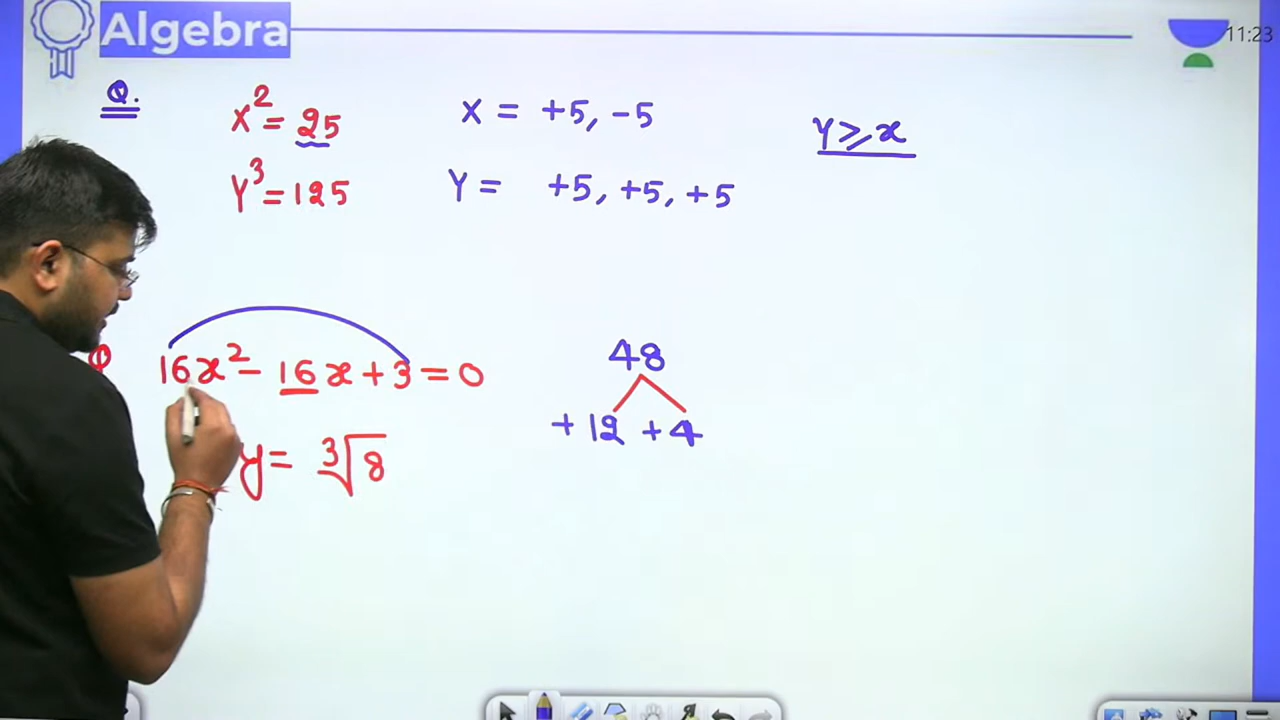 Algebra
11:23
Q. X² = 25 X = +5, -5 Y ⩾ x
Y³ = 125 Y = +5, +5, +5
16x² - 16x + 3 = 0 48
+12 +4
y = ∛8